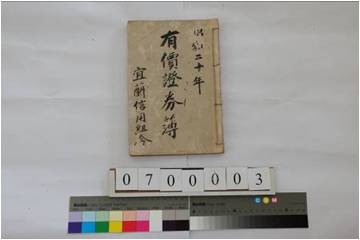 昭和二十年
有價證券簿
宜蘭信用組合
0700003